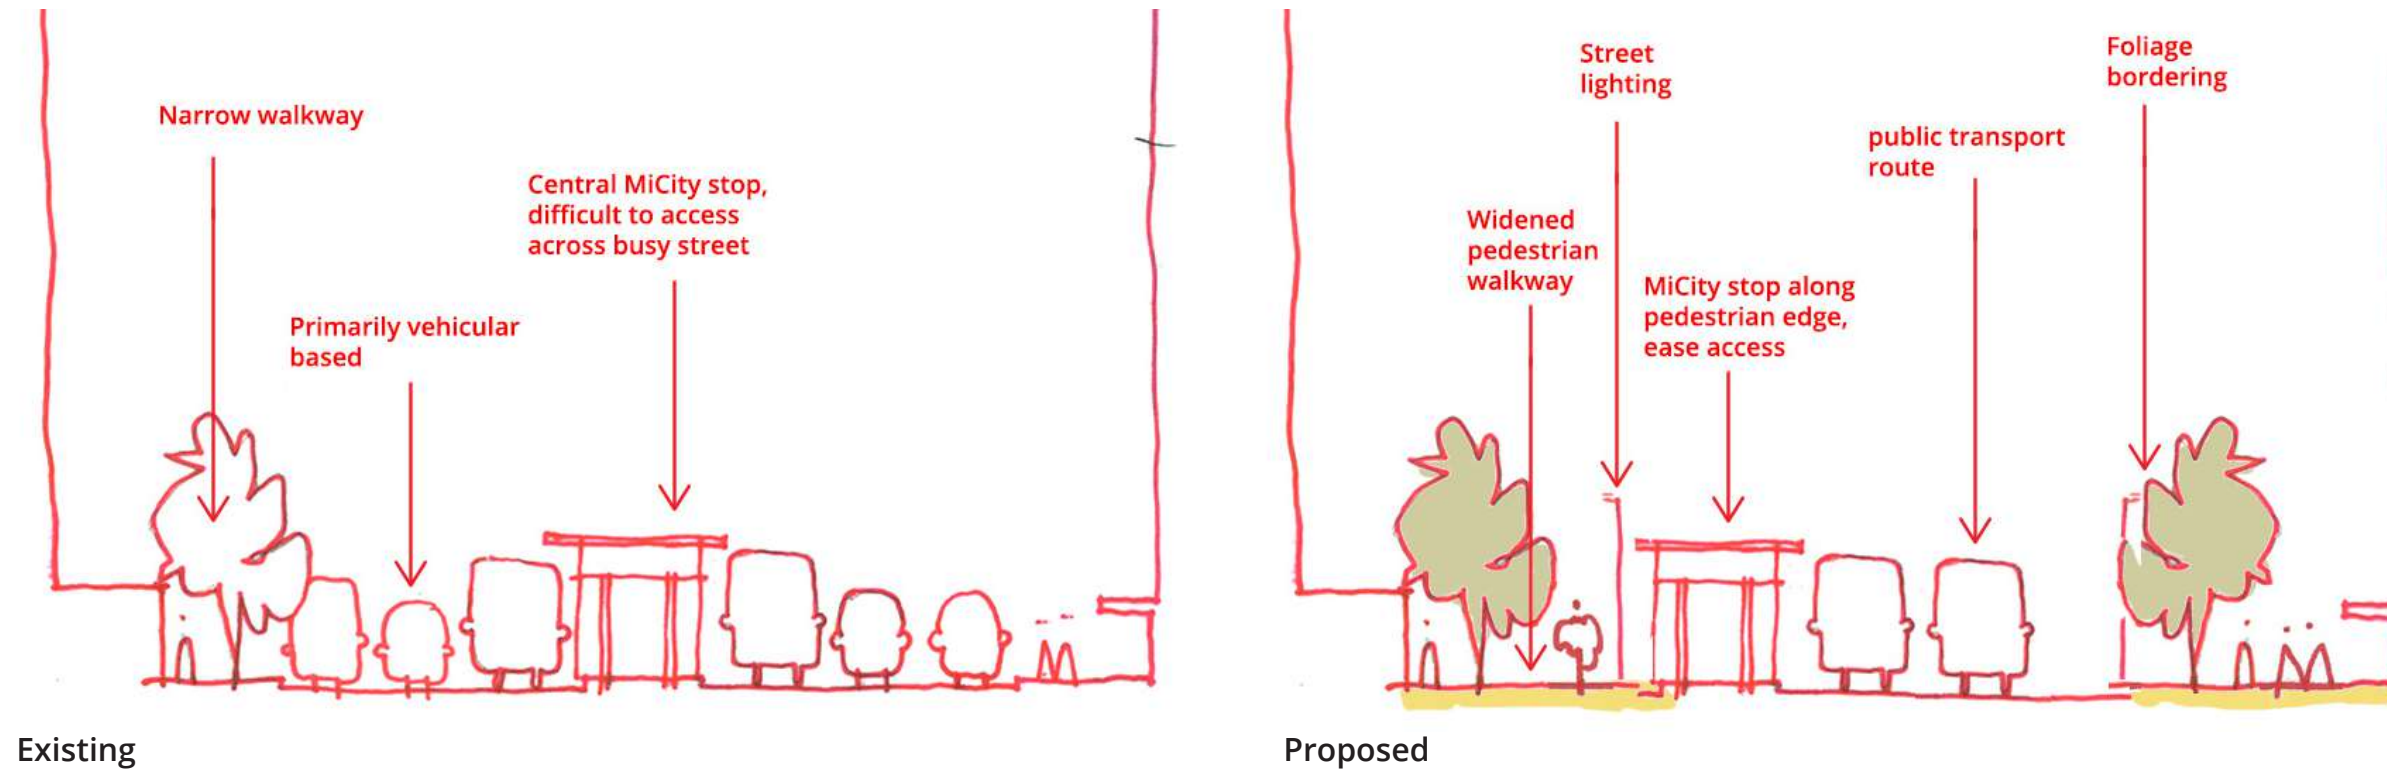 Narrow walkway
Primarily vehicular
based
Central MiCity stop,
difficult to access
across busy street
Existing
Street
lighting
Foliage
bordering
public transport
route
Widened
pedestrian
walkway
MiCity stop along
pedestrian edge,
ease access
Proposed